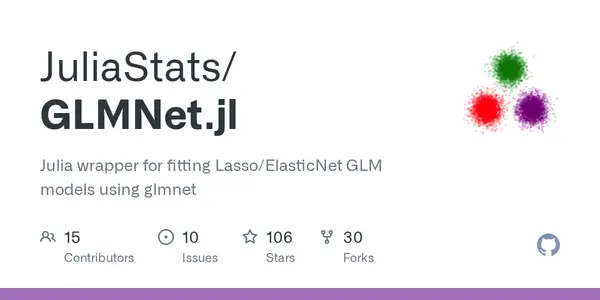 JuliaStats/
GLMNet.jl
Julia wrapper for fitting Lasso/ElasticNet GLM
models using glmnet
15 10 106 30
Contributors Issues Stars Forks